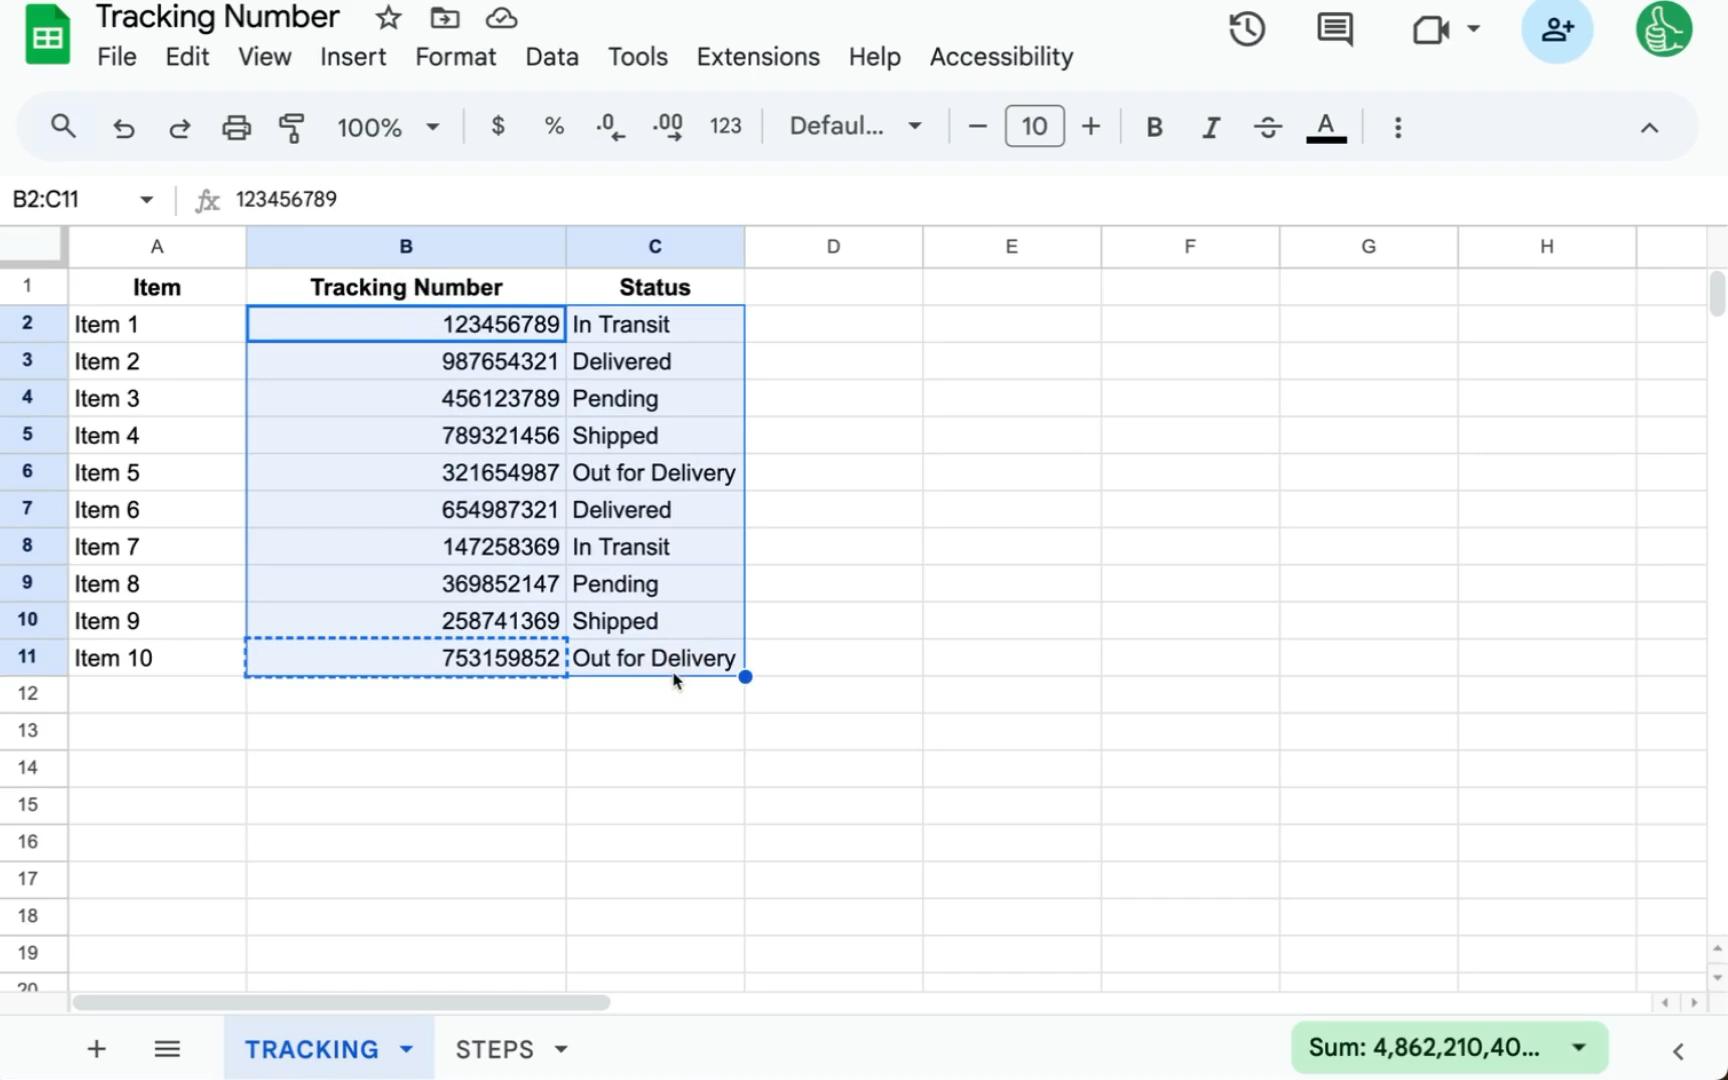 Tracking Number
File Edit View Insert Format Data Tools Extensions Help Accessibility
100% $ % .0 .00 123 Defaul... 10 B I S A
B2:C11 fx 123456789
A B C D E F G H
1 Item Tracking Number Status
2 Item 1 123456789 In Transit
3 Item 2 987654321 Delivered
4 Item 3 456123789 Pending
5 Item 4 789321456 Shipped
6 Item 5 321654987 Out for Delivery
7 Item 6 654987321 Delivered
8 Item 7 147258369 In Transit
9 Item 8 369852147 Pending
10 Item 9 258741369 Shipped
11 Item 10 753159852 Out for Delivery
12
13
14
15
16
17
18
19
20
TRACKING STEPS Sum: 4,862,210,40...